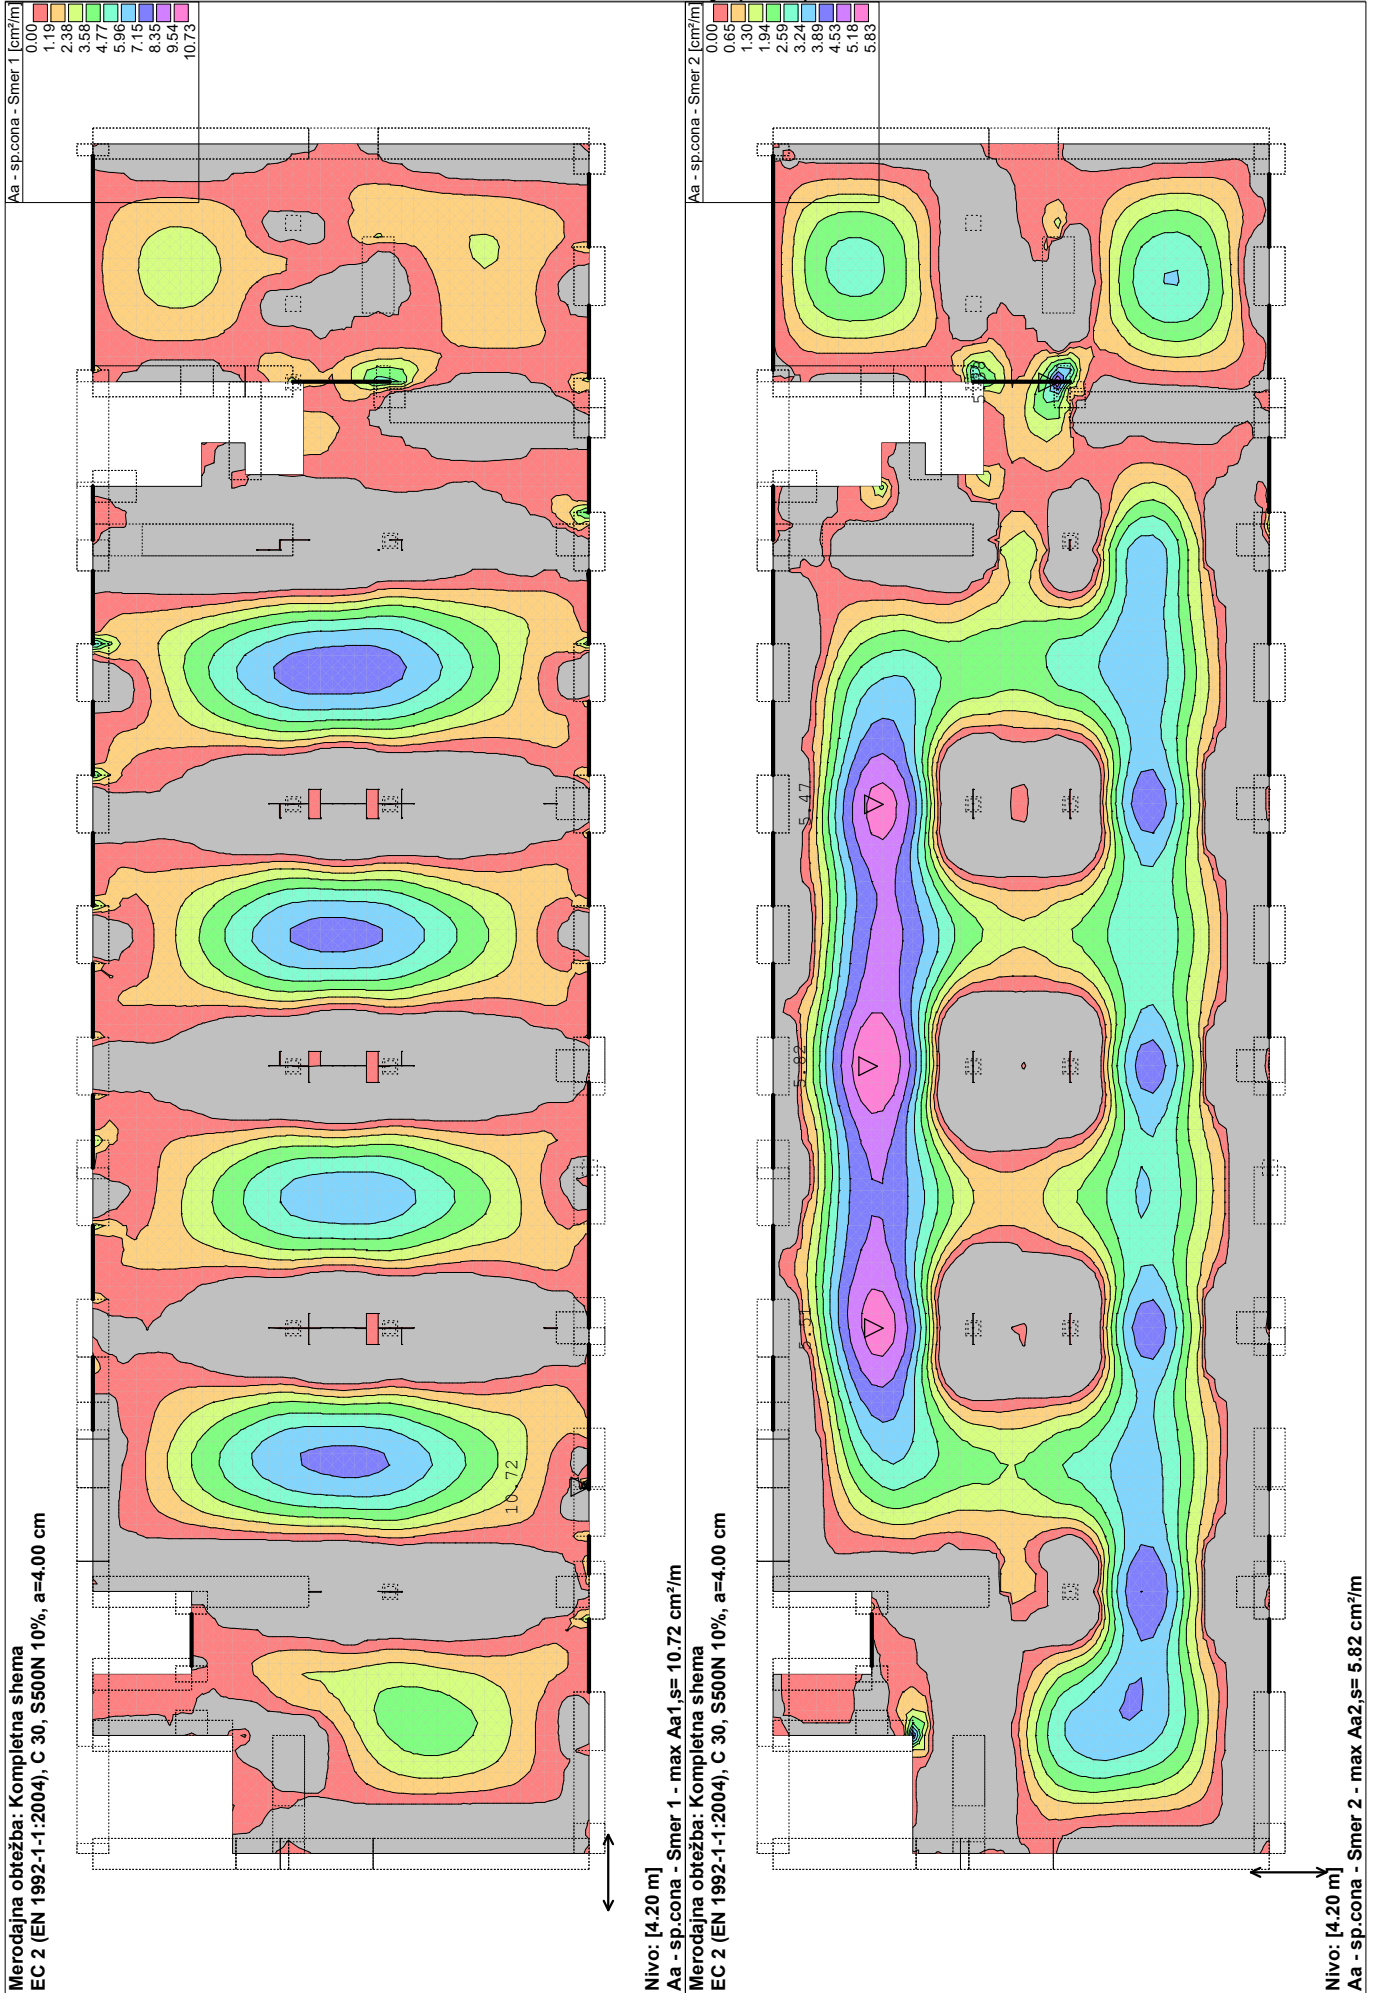 Aa - sp.cona - Smer 1 [cm²/m]
0.00
1.19
2.38
3.58
4.77
5.96
7.15
8.35
9.54
10.73
10.72
Merodajna obtežba: Kompletna shema
EC 2 (EN 1992-1-1:2004), C 30, S500N 10%, a=4.00 cm
Nivo: [4.20 m]
Aa - sp.cona - Smer 1 - max Aa1,s= 10.72 cm²/m
Aa - sp.cona - Smer 2 [cm²/m]
0.00
0.65
1.30
1.94
2.59
3.24
3.89
4.53
5.18
5.83
5.47
5.82
5.51
Merodajna obtežba: Kompletna shema
EC 2 (EN 1992-1-1:2004), C 30, S500N 10%, a=4.00 cm
Nivo: [4.20 m]
Aa - sp.cona - Smer 2 - max Aa2,s= 5.82 cm²/m